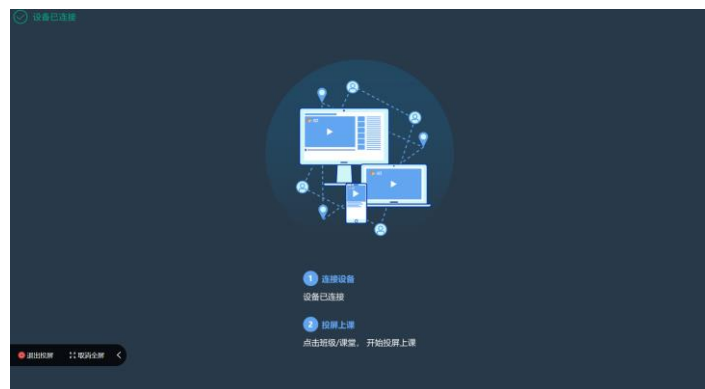 设备已连接
1 连接设备
设备已连接
2 投屏上课
点击班级/课堂，开始投屏上课
退出投屏 取消全屏